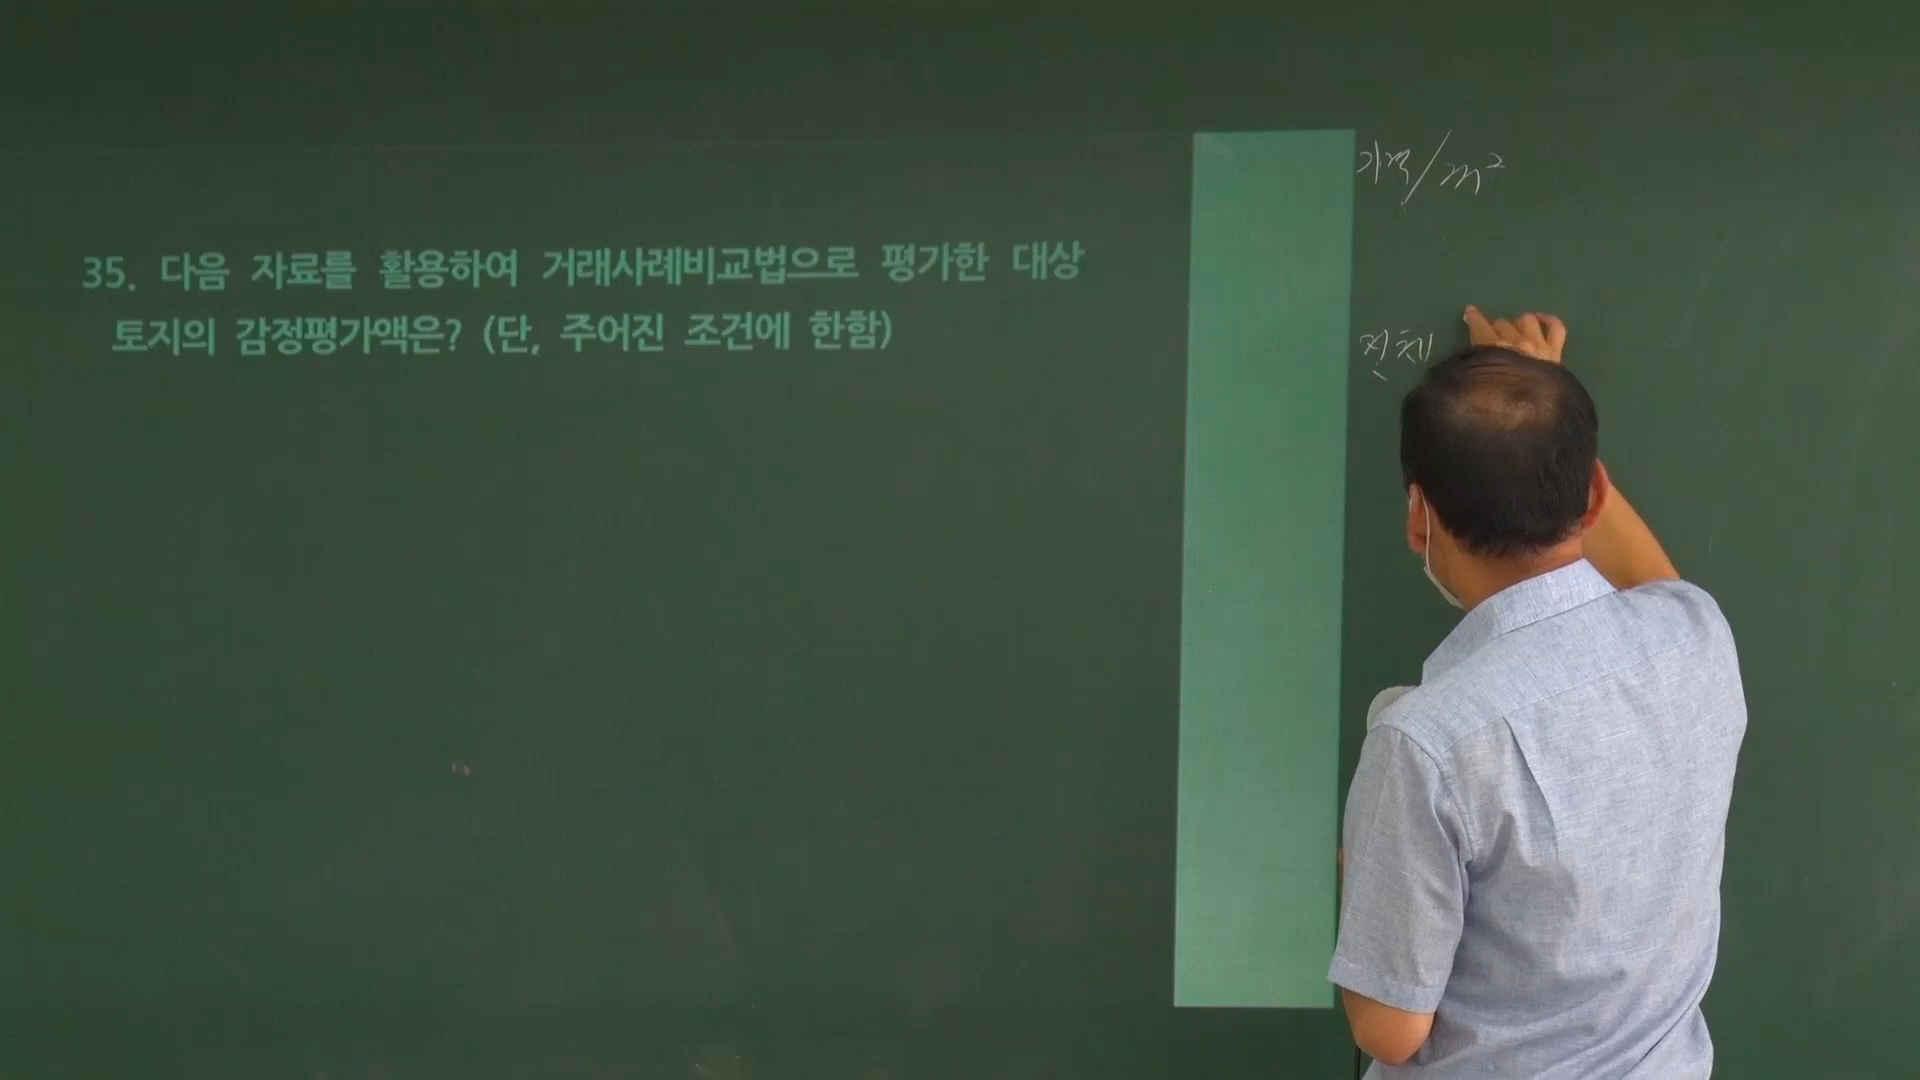 35. 다음 자료를 활용하여 거래사례비교법으로 평가한 대상
토지의 감정평가액은? (단, 주어진 조건에 한함)
가격/m²
전체